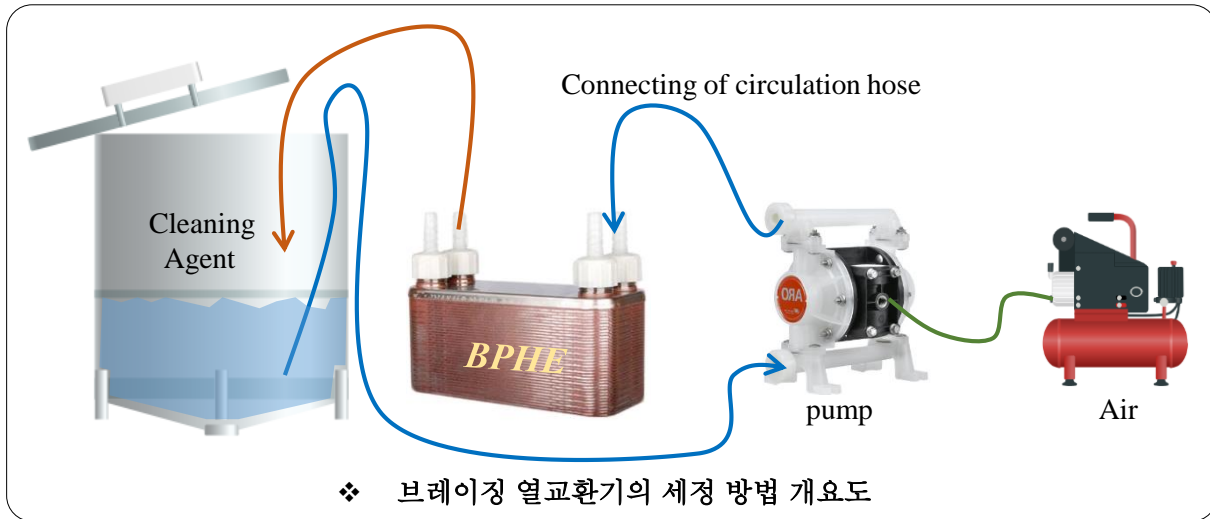 Connecting of circulation hose
Cleaning
Agent
BPHE
ARO
pump
Air
❖ 브레이징 열교환기의 세정 방법 개요도